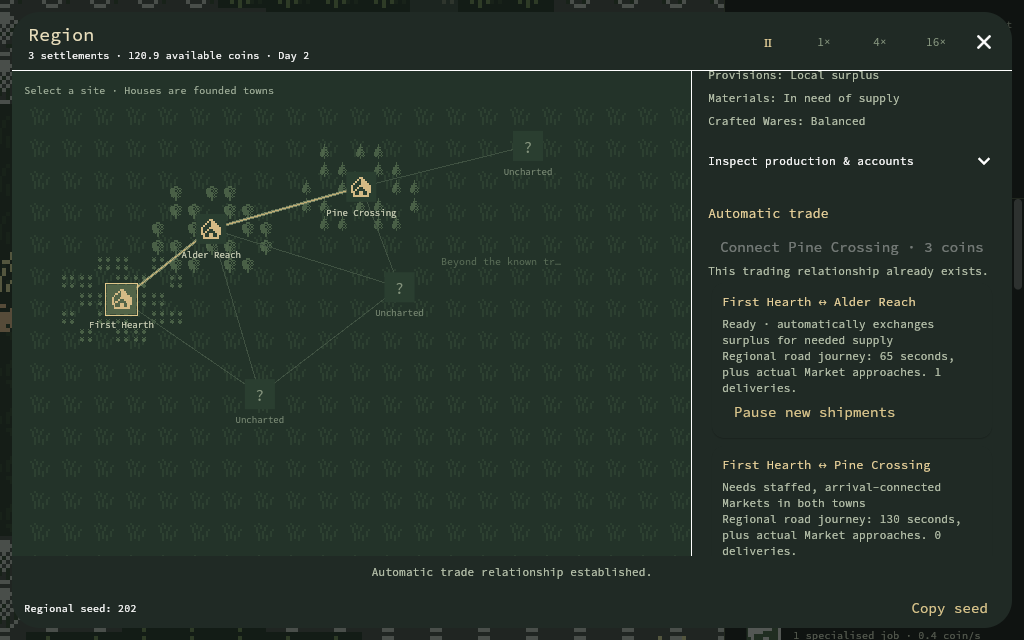 Region
3 settlements · 120.9 available coins · Day 2
II 1× 4× 16×
Select a site · Houses are founded towns
?
Uncharted
Pine Crossing
Alder Reach
Beyond the known tr…
?
Uncharted
First Hearth
?
Uncharted
Provisions: Local surplus
Materials: In need of supply
Crafted Wares: Balanced
Inspect production & accounts
Automatic trade
Connect Pine Crossing · 3 coins
This trading relationship already exists.
First Hearth ↔ Alder Reach
Ready · automatically exchanges
surplus for needed supply
Regional road journey: 65 seconds,
plus actual Market approaches. 1
deliveries.
Pause new shipments
First Hearth ↔ Pine Crossing
Needs staffed, arrival-connected
Markets in both towns
Regional road journey: 130 seconds,
plus actual Market approaches. 0
deliveries.
Automatic trade relationship established.
Regional seed: 202
Copy seed
1 specialised job · 0.4 coin/s